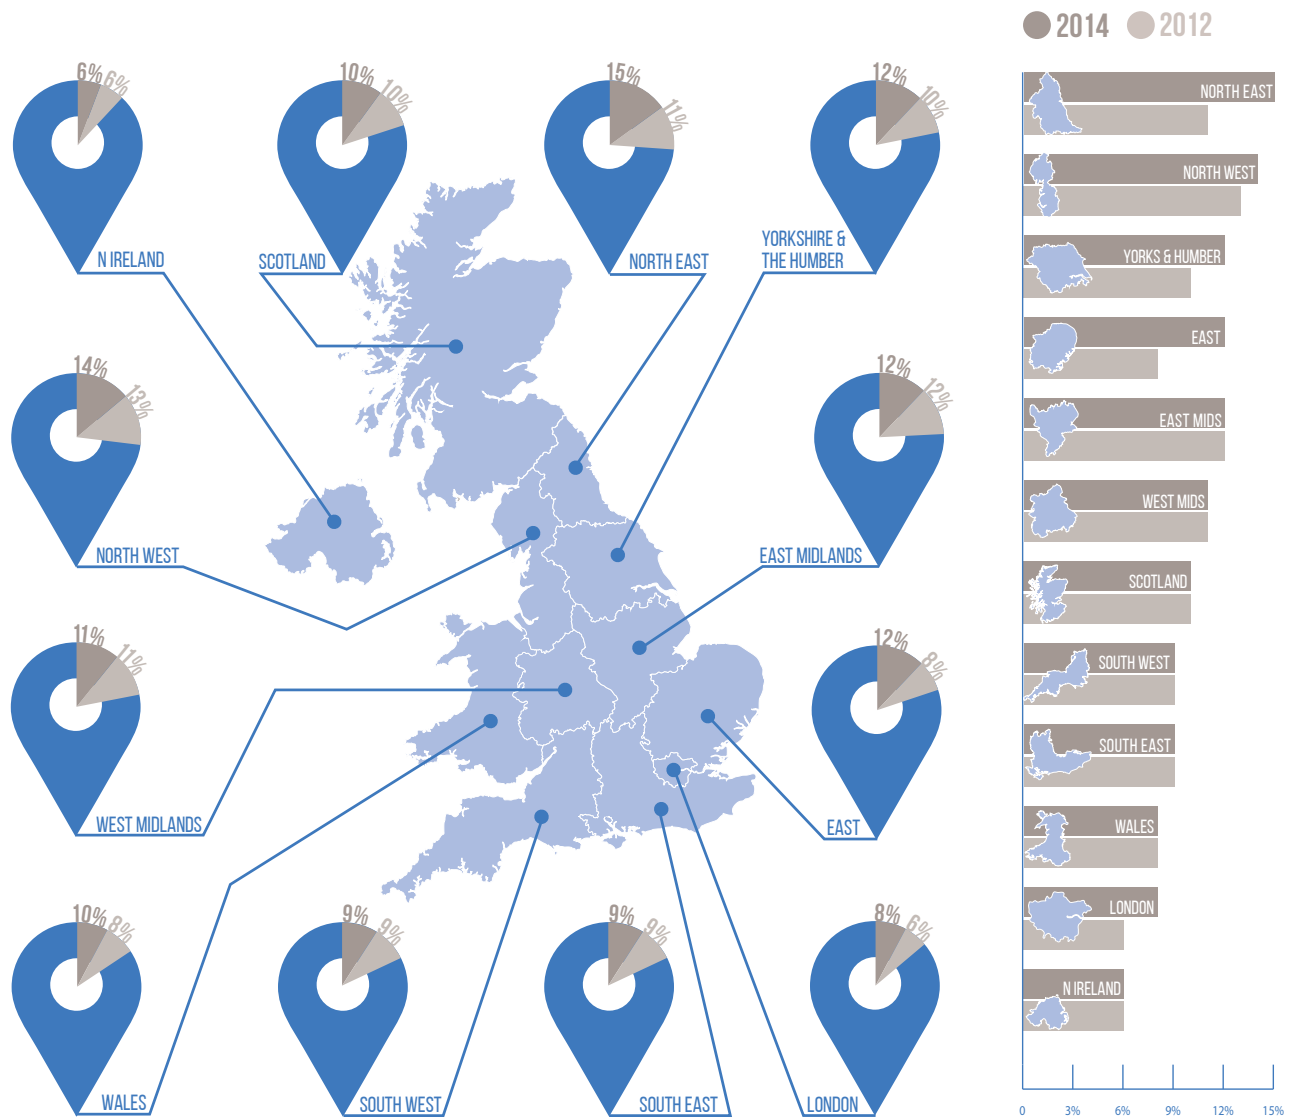 2014 2012
6% 6%
10% 10%
15% 11%
12% 10%
N IRELAND
SCOTLAND
NORTH EAST
YORKSHIRE &
THE HUMBER
14% 13%
12% 12%
NORTH WEST
EAST MIDLANDS
11% 11%
12% 8%
WEST MIDLANDS
EAST
10% 8%
9% 9%
9% 9%
8% 6%
WALES
SOUTH WEST
SOUTH EAST
LONDON
NORTH EAST
NORTH WEST
YORKS & HUMBER
EAST
EAST MIDS
WEST MIDS
SCOTLAND
SOUTH WEST
SOUTH EAST
WALES
LONDON
N IRELAND
0 3% 6% 9% 12% 15%